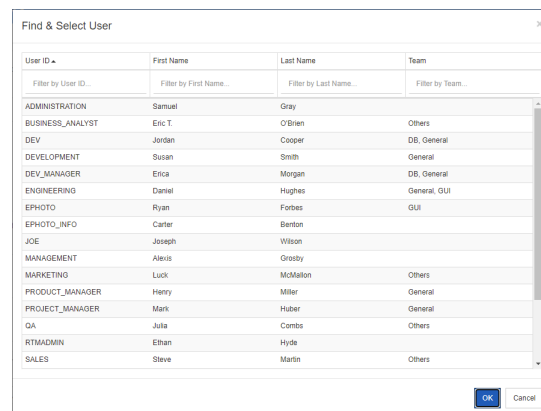 Find & Select User
×
User ID First Name Last Name Team
Filter by User ID... Filter by First Name... Filter by Last Name... Filter by Team...
ADMINISTRATION Samuel Gray
BUSINESS_ANALYST Eric T. O'Brien Others
DEV Jordan Cooper DB, General
DEVELOPMENT Susan Smith General
DEV_MANAGER Erica Morgan DB, General
ENGINEERING Daniel Hughes General, GUI
EPHOTO Ryan Forbes GUI
EPHOTO_INFO Carter Benton
JOE Joseph Wilson
MANAGEMENT Alexis Grosby
MARKETING Luck McMallon Others
PRODUCT_MANAGER Henry Miller General
PROJECT_MANAGER Mark Huber General
QA Julia Combs Others
RTMADMIN Ethan Hyde
SALES Steve Martin Others
OK Cancel